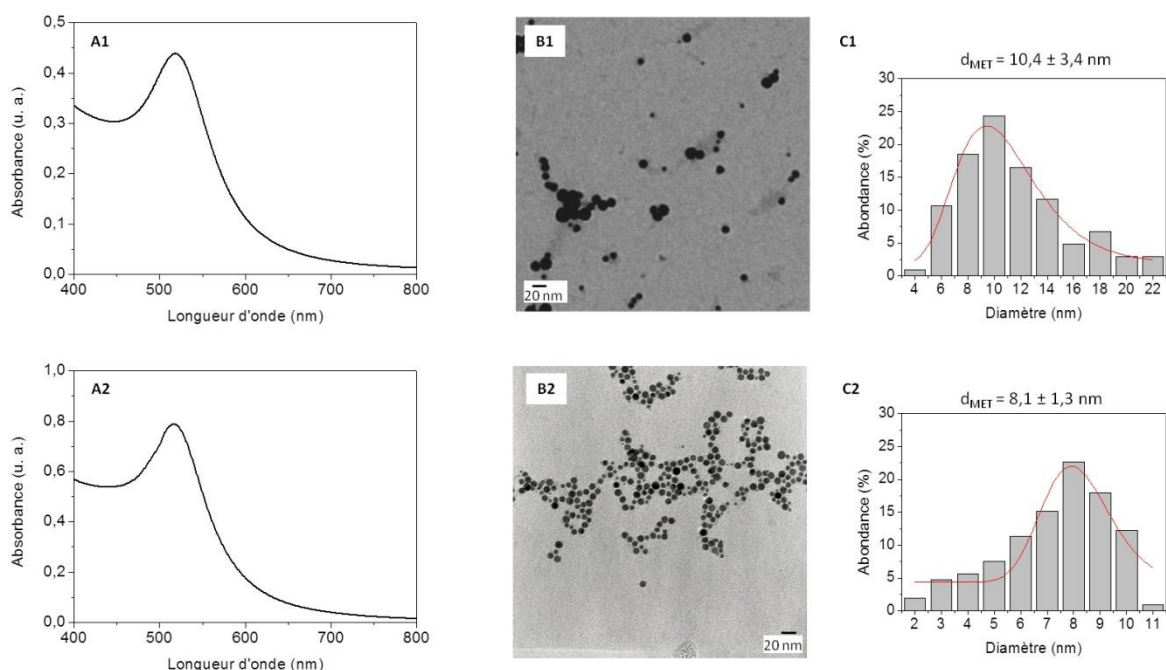 A1
0,5
0,4
0,3
0,2
0,1
0,0
400 500 600 700 800
Absorbance (u. a.)
Longueur d'onde (nm)
B1
20 nm
C1
d_MET = 10,4 ± 3,4 nm
30
25
20
15
10
5
0
4 6 8 10 12 14 16 18 20 22
Abondance (%)
Diamètre (nm)
A2
1,0
0,8
0,6
0,4
0,2
0,0
400 500 600 700 800
Absorbance (u. a.)
Longueur d'onde (nm)
B2
20 nm
C2
d_MET = 8,1 ± 1,3 nm
30
25
20
15
10
5
0
2 3 4 5 6 7 8 9 10 11
Abondance (%)
Diamètre (nm)